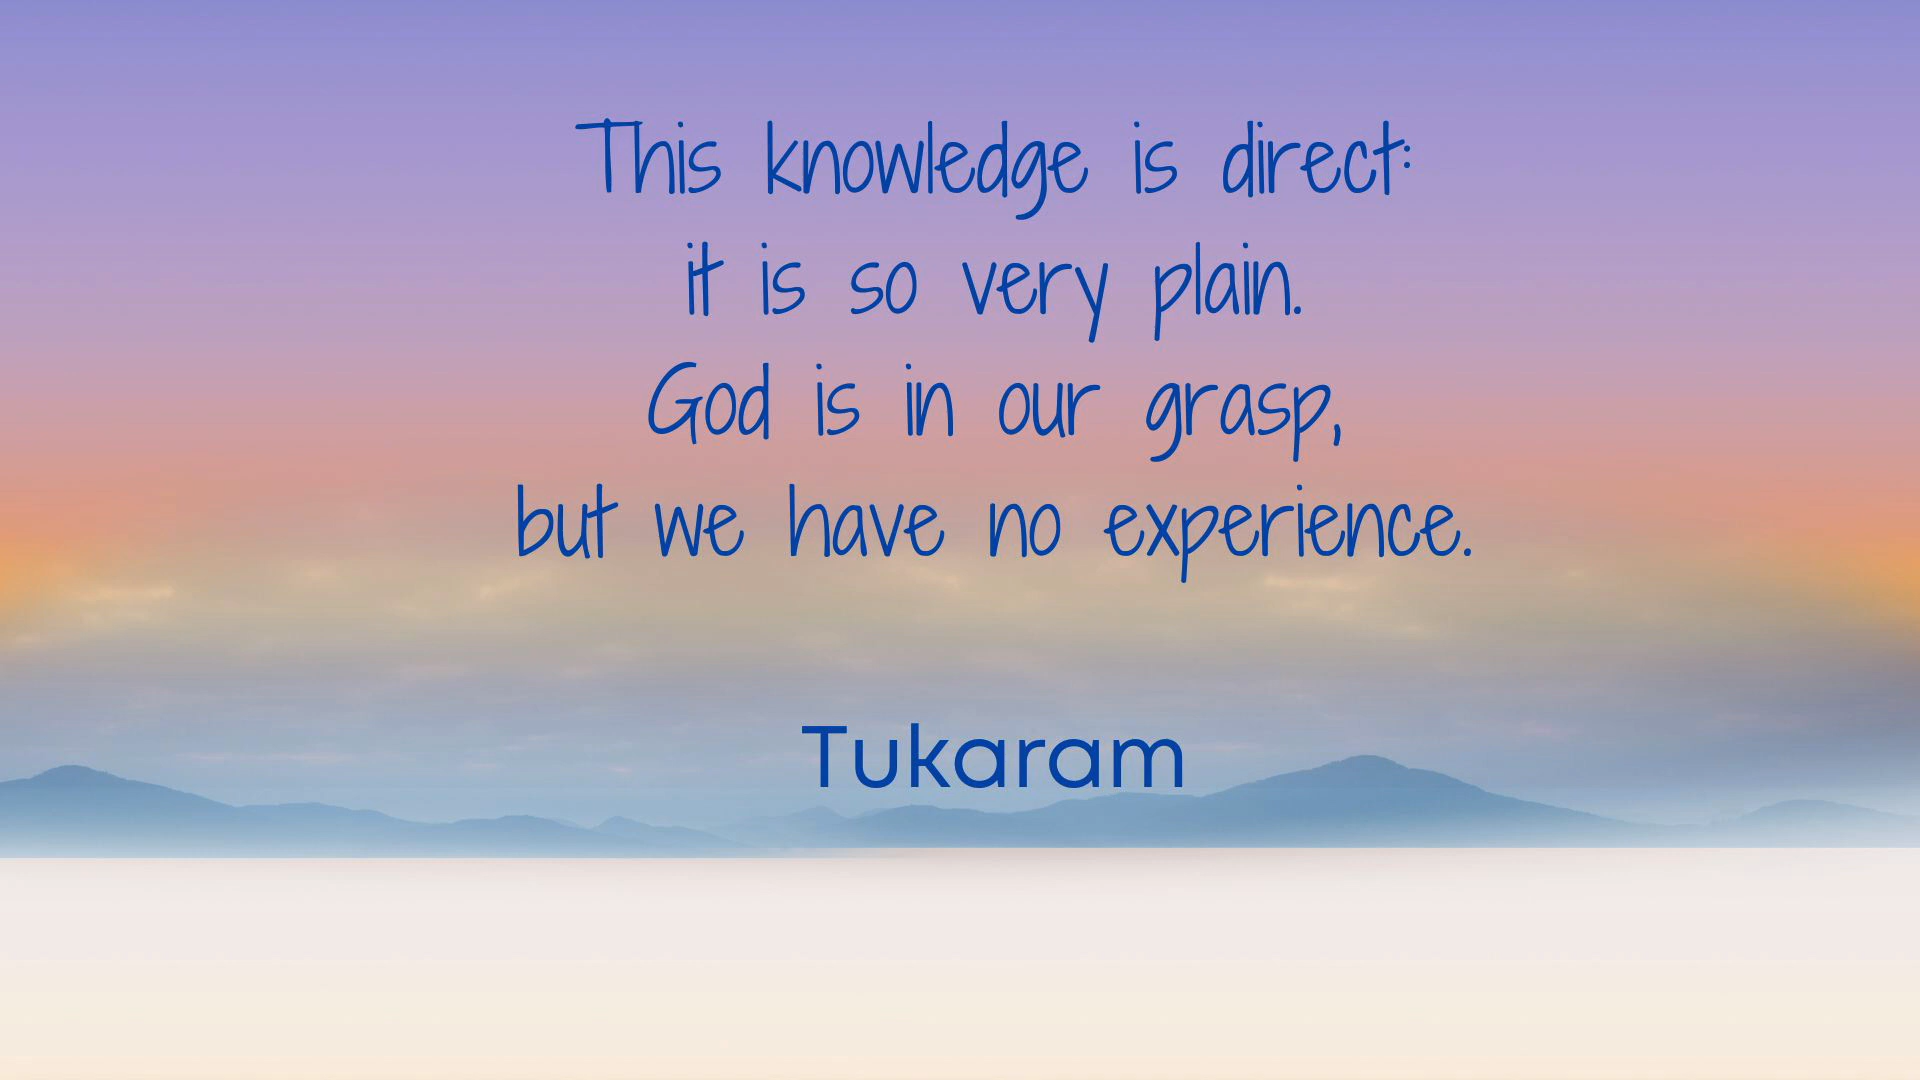 This knowledge is direct:
it is so very plain.
God is in our grasp,
but we have no experience.
Tukaram